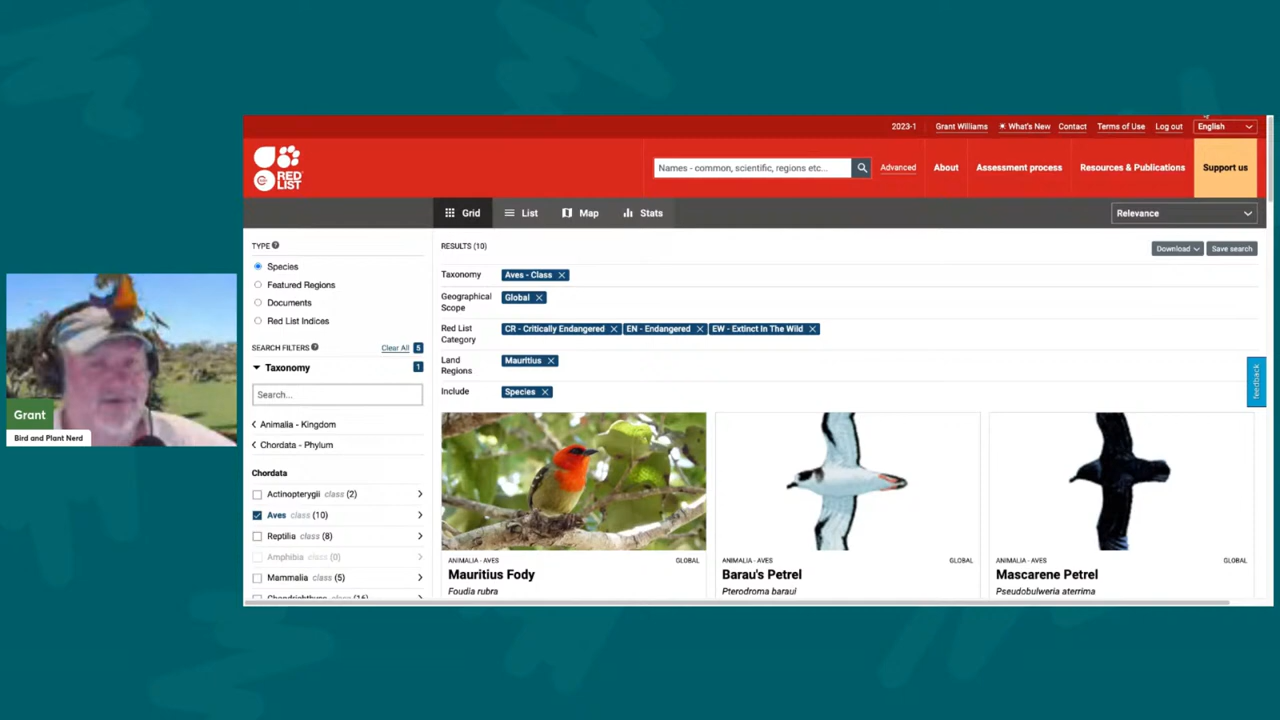 2023-1 Grant Williams What's New Contact Terms of Use Log out English
RED LIST
Names - common, scientific, regions etc... Advanced About Assessment process Resources & Publications Support us
Grid List Map Stats Relevance
TYPE
Species
Featured Regions
Documents
Red List Indices
SEARCH FILTERS Clear All 5
Taxonomy 1
Search...
Animalia - Kingdom
Chordata - Phylum
Chordata
Actinopterygii class (2)
Aves class (10)
Reptilia class (8)
Amphibia class (0)
Mammalia class (5)
Chondrichthyes class (16)
RESULTS (10) Download Save search
Taxonomy Aves - Class
Geographical Scope Global
Red List Category CR - Critically Endangered EN - Endangered EW - Extinct In The Wild
Land Regions Mauritius
Include Species
feedback
ANIMALIA - AVES GLOBAL
Mauritius Fody
Foudia rubra
ANIMALIA - AVES GLOBAL
Barau's Petrel
Pterodroma baraui
ANIMALIA - AVES GLOBAL
Mascarene Petrel
Pseudobulweria aterrima
Grant
Bird and Plant Nerd